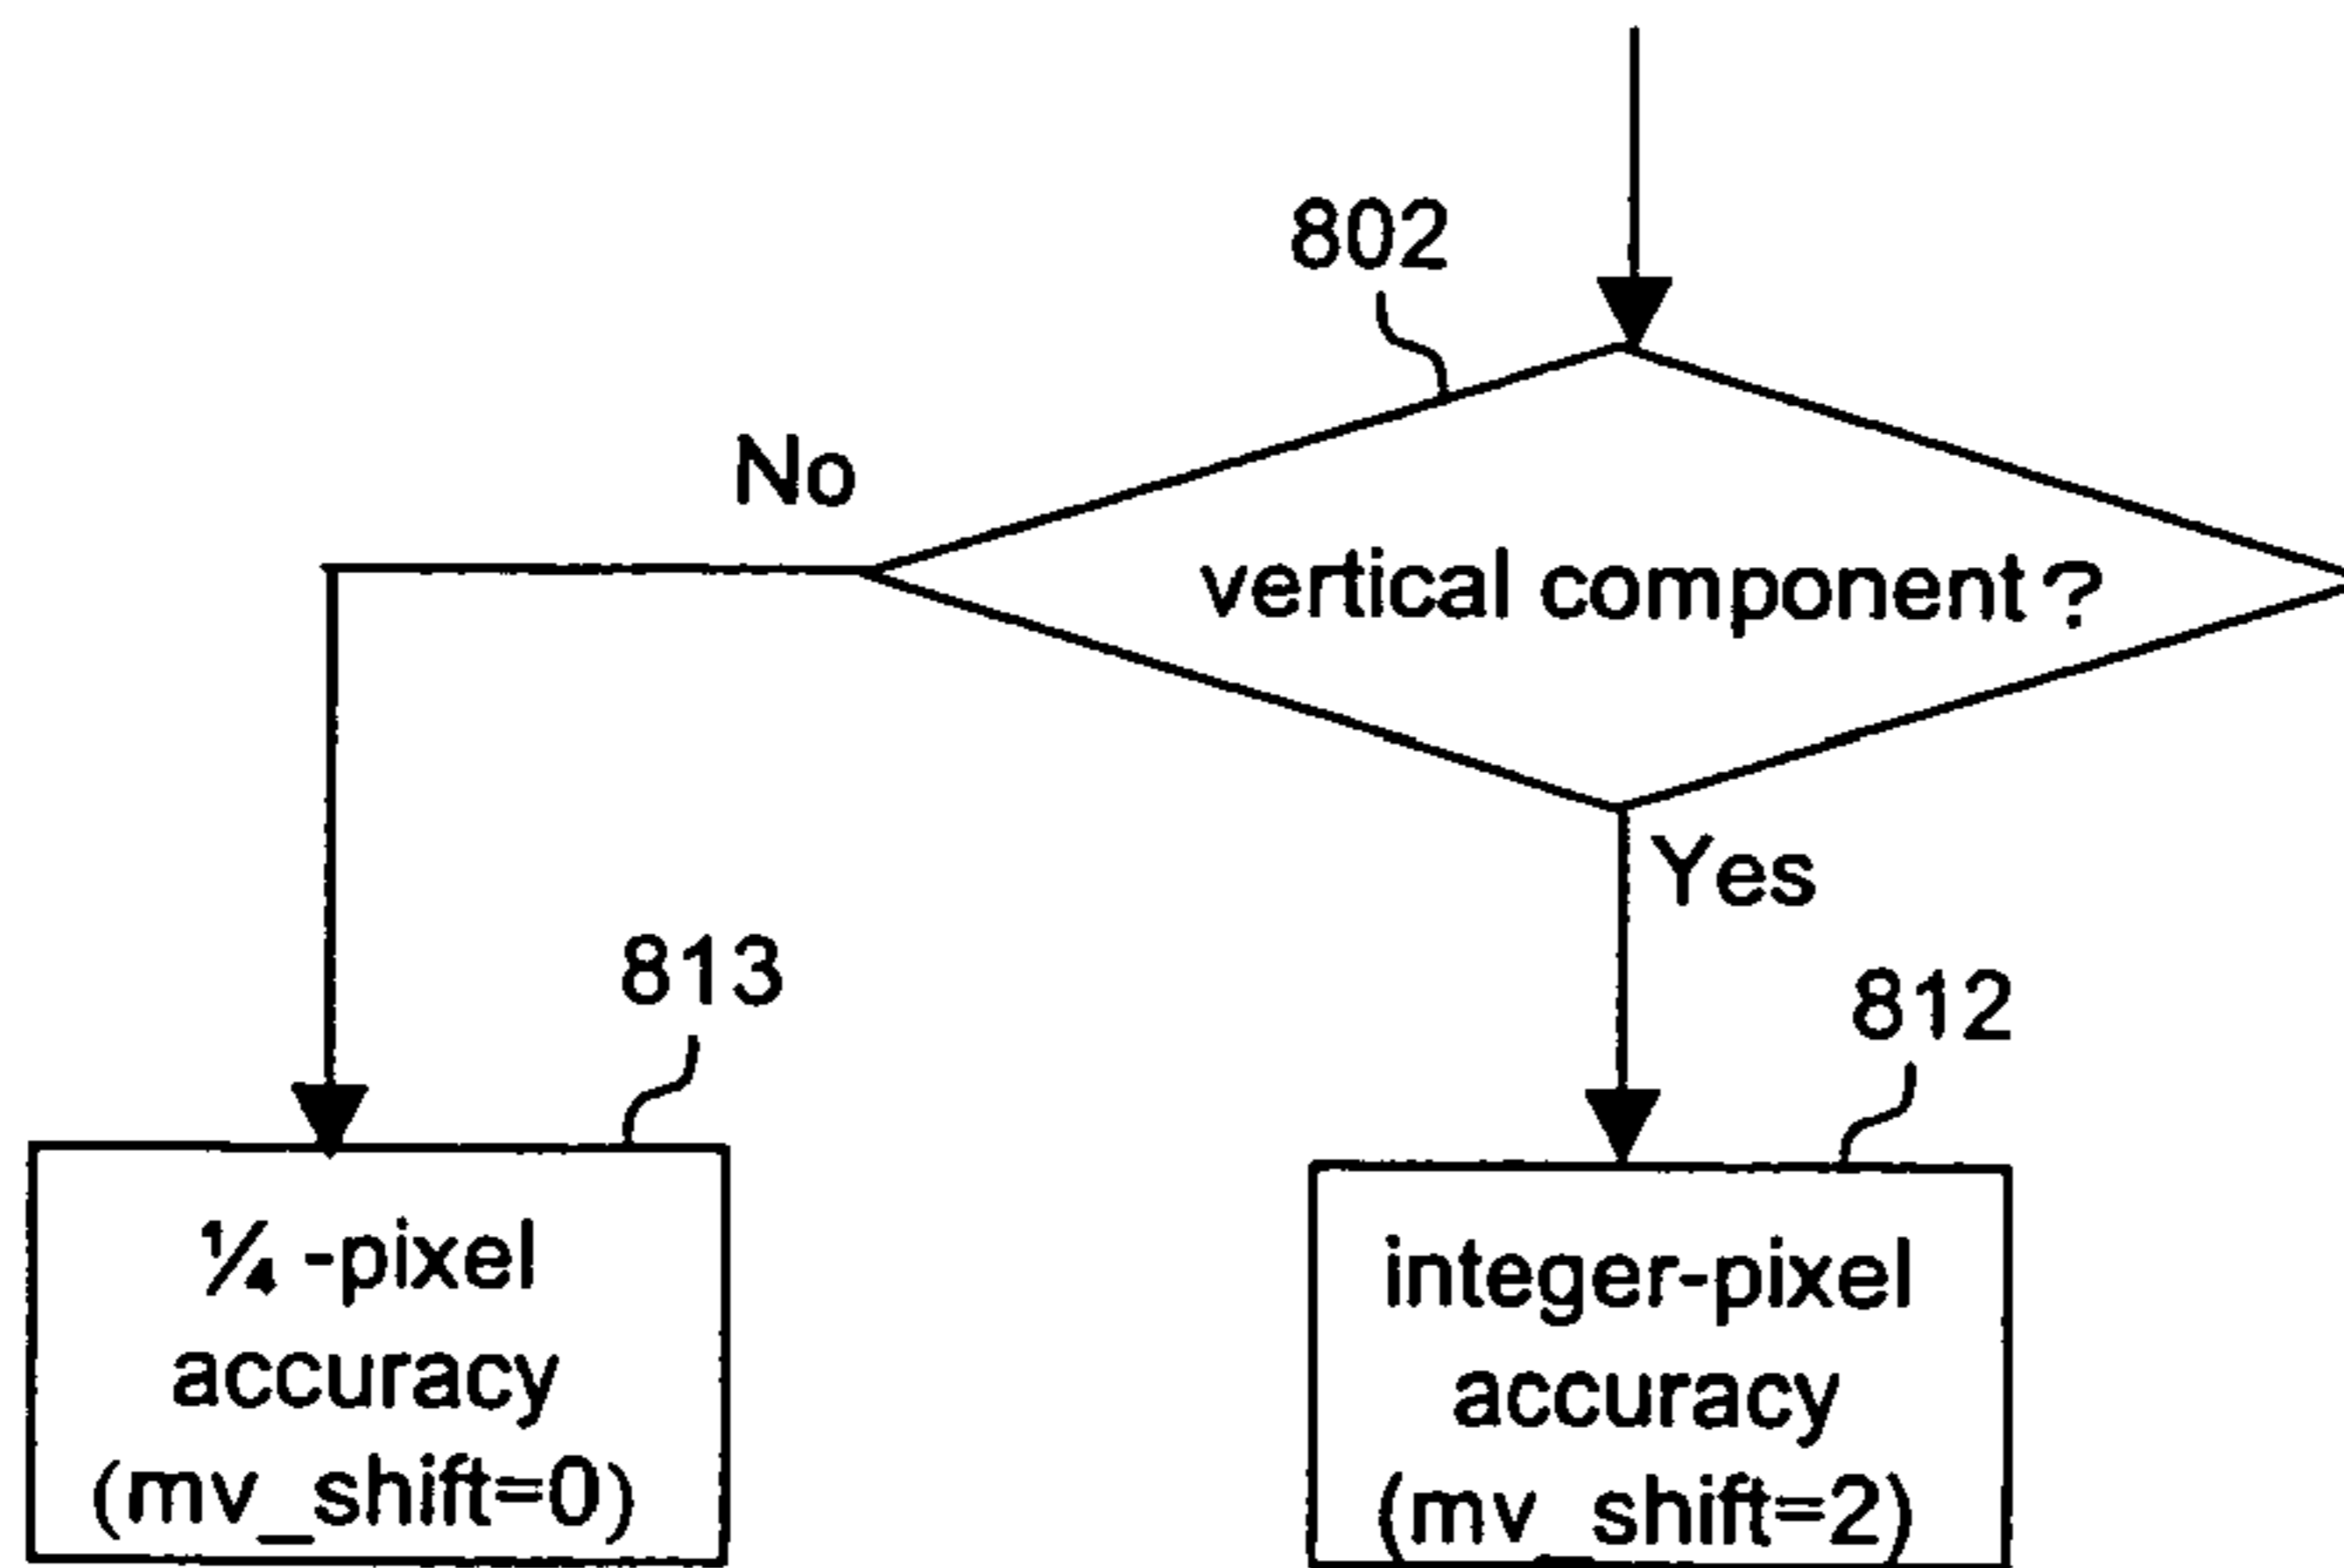 802
No
vertical component ?
Yes
813
812
¼ -pixel
accuracy
(mv_shift=0)
integer-pixel
accuracy
(mv_shift=2)